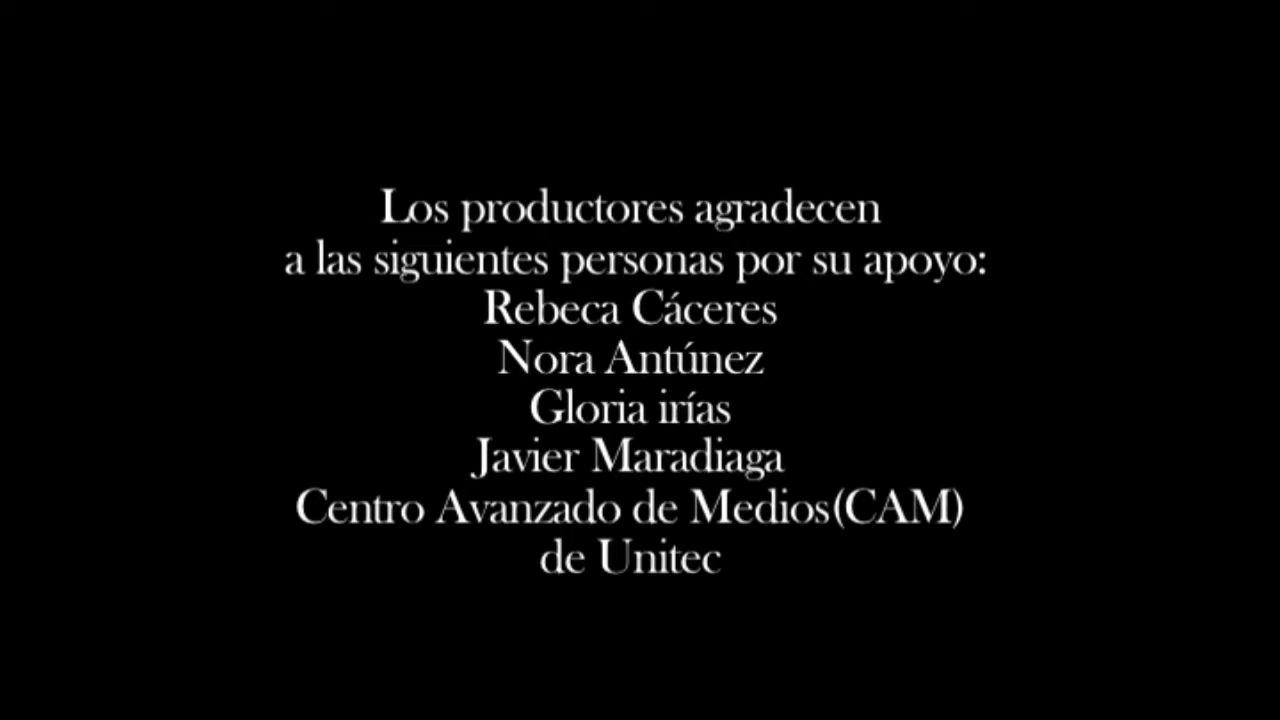 Los productores agradecen
a las siguientes personas por su apoyo:
Rebeca Cáceres
Nora Antúnez
Gloria irías
Javier Maradiaga
Centro Avanzado de Medios(CAM)
de Unitec